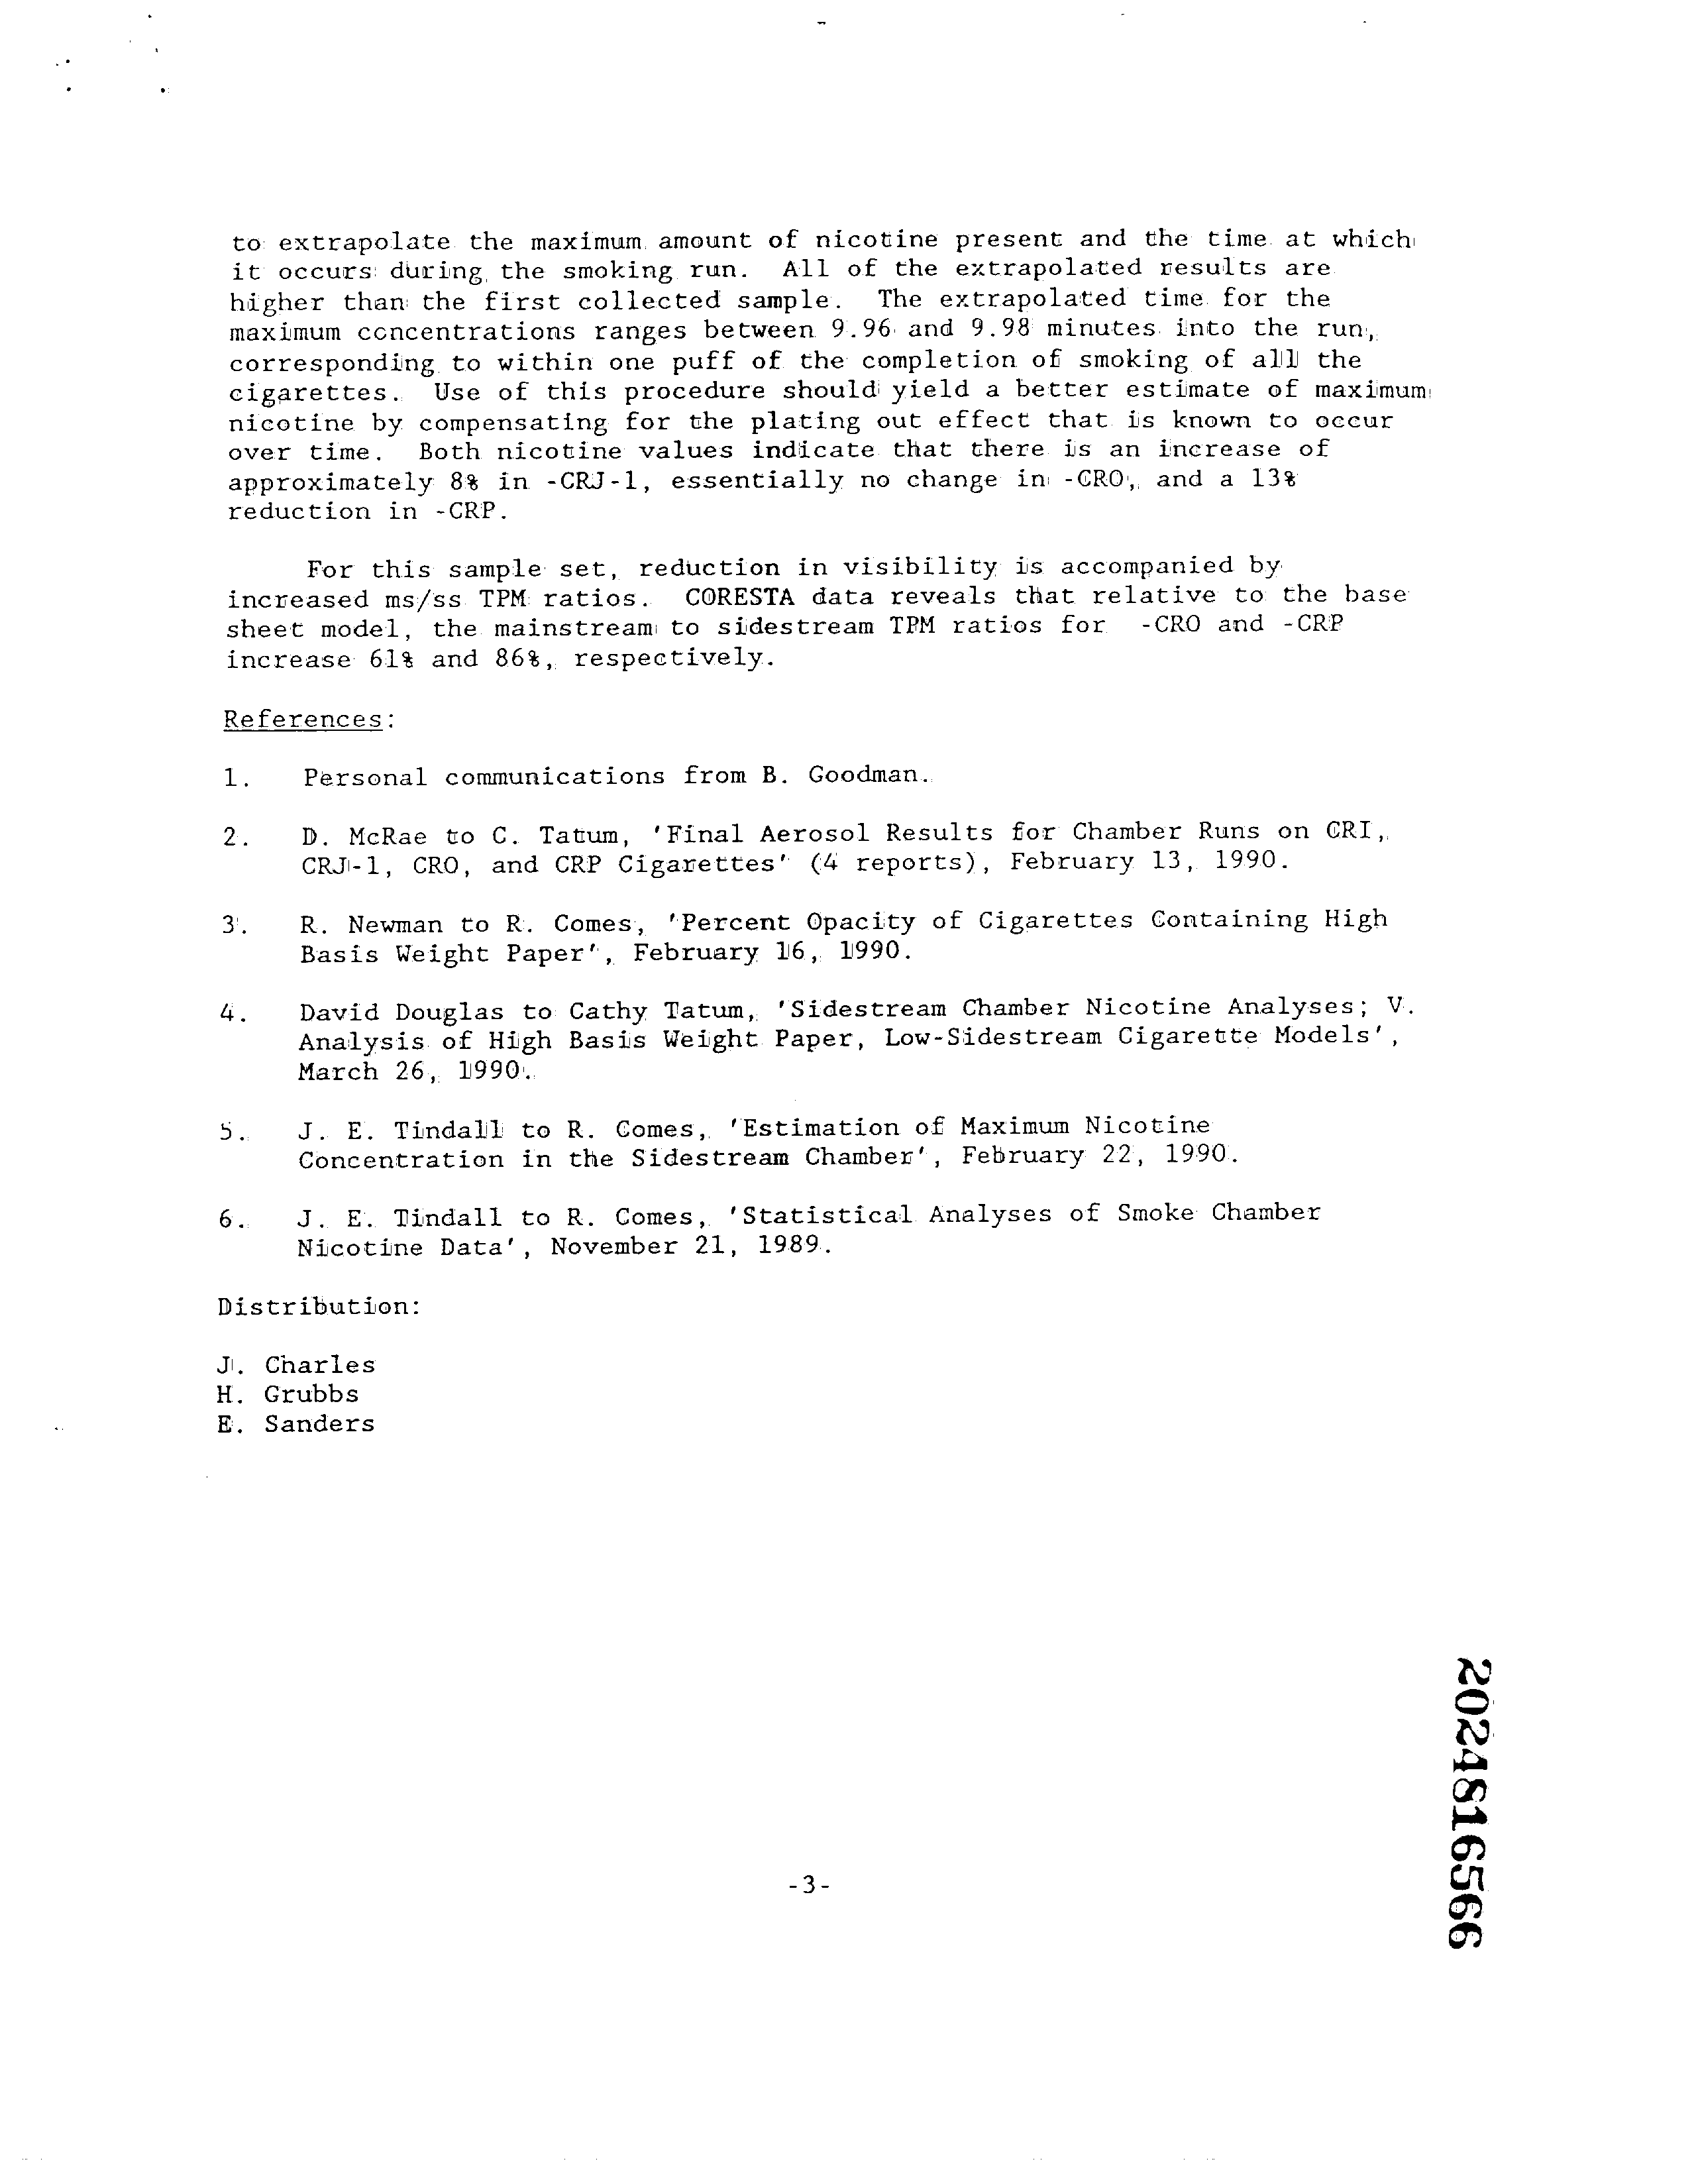 to extrapolate the maximum amount of nicotine present and the time at which
it occurs during the smoking run. All of the extrapolated results are
higher than the first collected sample. The extrapolated time for the
maximum concentrations ranges between 9.96 and 9.98 minutes into the run,
corresponding to within one puff of the completion of smoking of all the
cigarettes. Use of this procedure should yield a better estimate of maximum
nicotine by compensating for the plating out effect that is known to occur
over time. Both nicotine values indicate that there is an increase of
approximately 8% in -CRJ-1, essentially no change in -CRO, and a 13%
reduction in -CRP.
For this sample set, reduction in visibility is accompanied by
increased ms/ss TPM ratios. CORESTA data reveals that relative to the base
sheet model, the mainstream to sidestream TPM ratios for -CRO and -CRP
increase 61% and 86%, respectively.
References:
1. Personal communications from B. Goodman.
2. D. McRae to C. Tatum, 'Final Aerosol Results for Chamber Runs on CRI,
CRJ-1, CRO, and CRP Cigarettes' (4 reports), February 13, 1990.
3. R. Newman to R. Comes, 'Percent Opacity of Cigarettes Containing High
Basis Weight Paper', February 16, 1990.
4. David Douglas to Cathy Tatum, 'Sidestream Chamber Nicotine Analyses; V.
Analysis of High Basis Weight Paper, Low-Sidestream Cigarette Models',
March 26, 1990.
5. J. E. Tindall to R. Comes, 'Estimation of Maximum Nicotine
Concentration in the Sidestream Chamber', February 22, 1990.
6. J. E. Tindall to R. Comes, 'Statistical Analyses of Smoke Chamber
Nicotine Data', November 21, 1989.
Distribution:
J. Charles
H. Grubbs
E. Sanders
-3-
2024816566